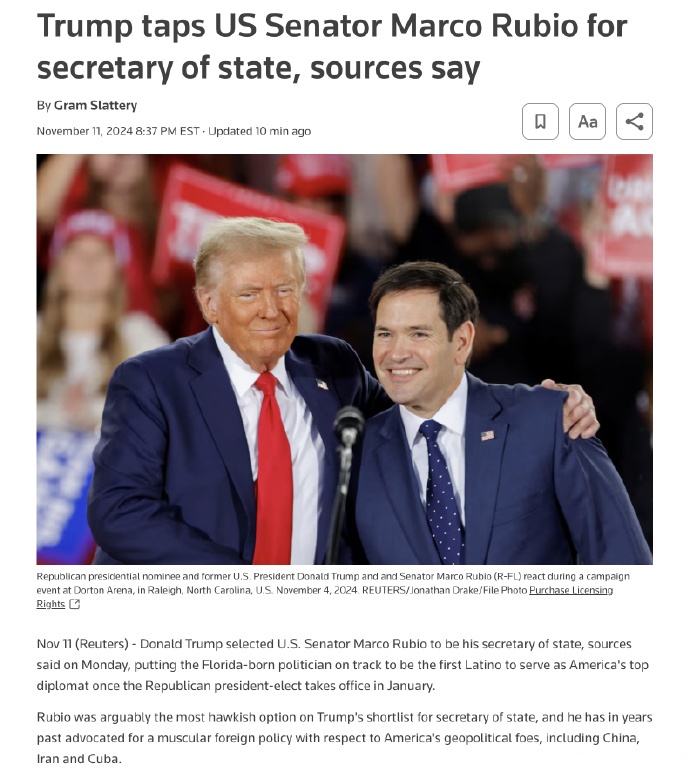 Trump taps US Senator Marco Rubio for
secretary of state, sources say
By Gram Slattery
November 11, 2024 8:37 PM EST · Updated 10 min ago
Aa
Republican presidential nominee and former U.S. President Donald Trump and and Senator Marco Rubio (R-FL) react during a campaign
event at Dorton Arena, in Raleigh, North Carolina, U.S. November 4, 2024. REUTERS/Jonathan Drake/File Photo Purchase Licensing
Rights
Nov 11 (Reuters) - Donald Trump selected U.S. Senator Marco Rubio to be his secretary of state, sources
said on Monday, putting the Florida-born politician on track to be the first Latino to serve as America's top
diplomat once the Republican president-elect takes office in January.
Rubio was arguably the most hawkish option on Trump's shortlist for secretary of state, and he has in years
past advocated for a muscular foreign policy with respect to America's geopolitical foes, including China,
Iran and Cuba.